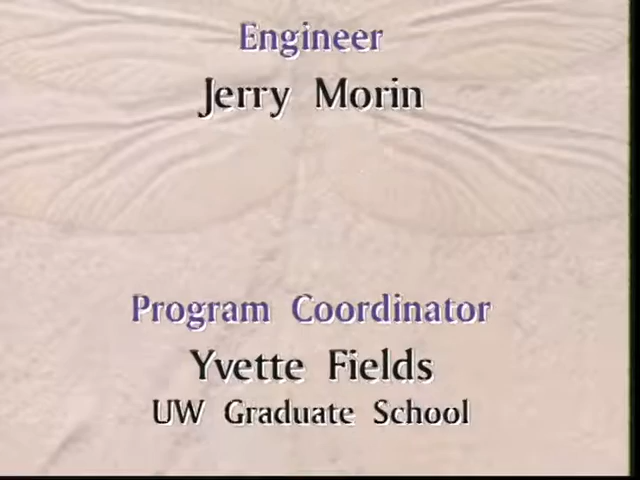 Engineer
Jerry Morin
Program Coordinator
Yvette Fields
UW Graduate School